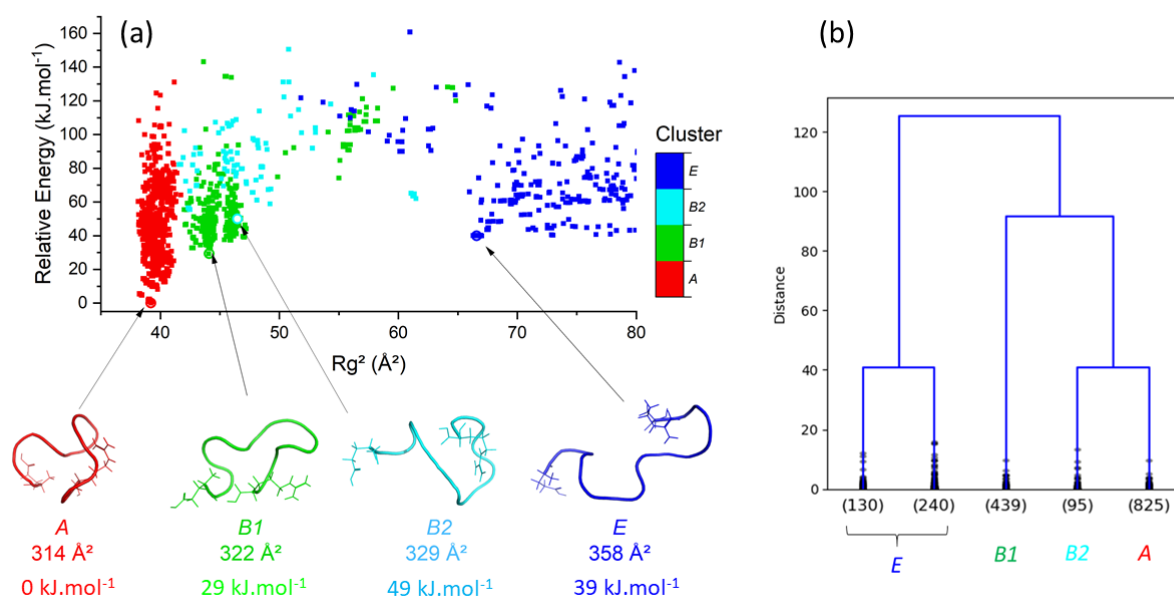 (a)
(b)
Relative Energy (kJ.mol⁻¹)
160
140
120
100
80
60
40
20
0
40
50
60
70
80
Rg² (Å²)
Cluster
E
B2
B1
A
A
314 Å²
0 kJ.mol⁻¹
B1
322 Å²
29 kJ.mol⁻¹
B2
329 Å²
49 kJ.mol⁻¹
E
358 Å²
39 kJ.mol⁻¹
Distance
120
100
80
60
40
20
0
(130) (240) (439) (95) (825)
E B1 B2 A